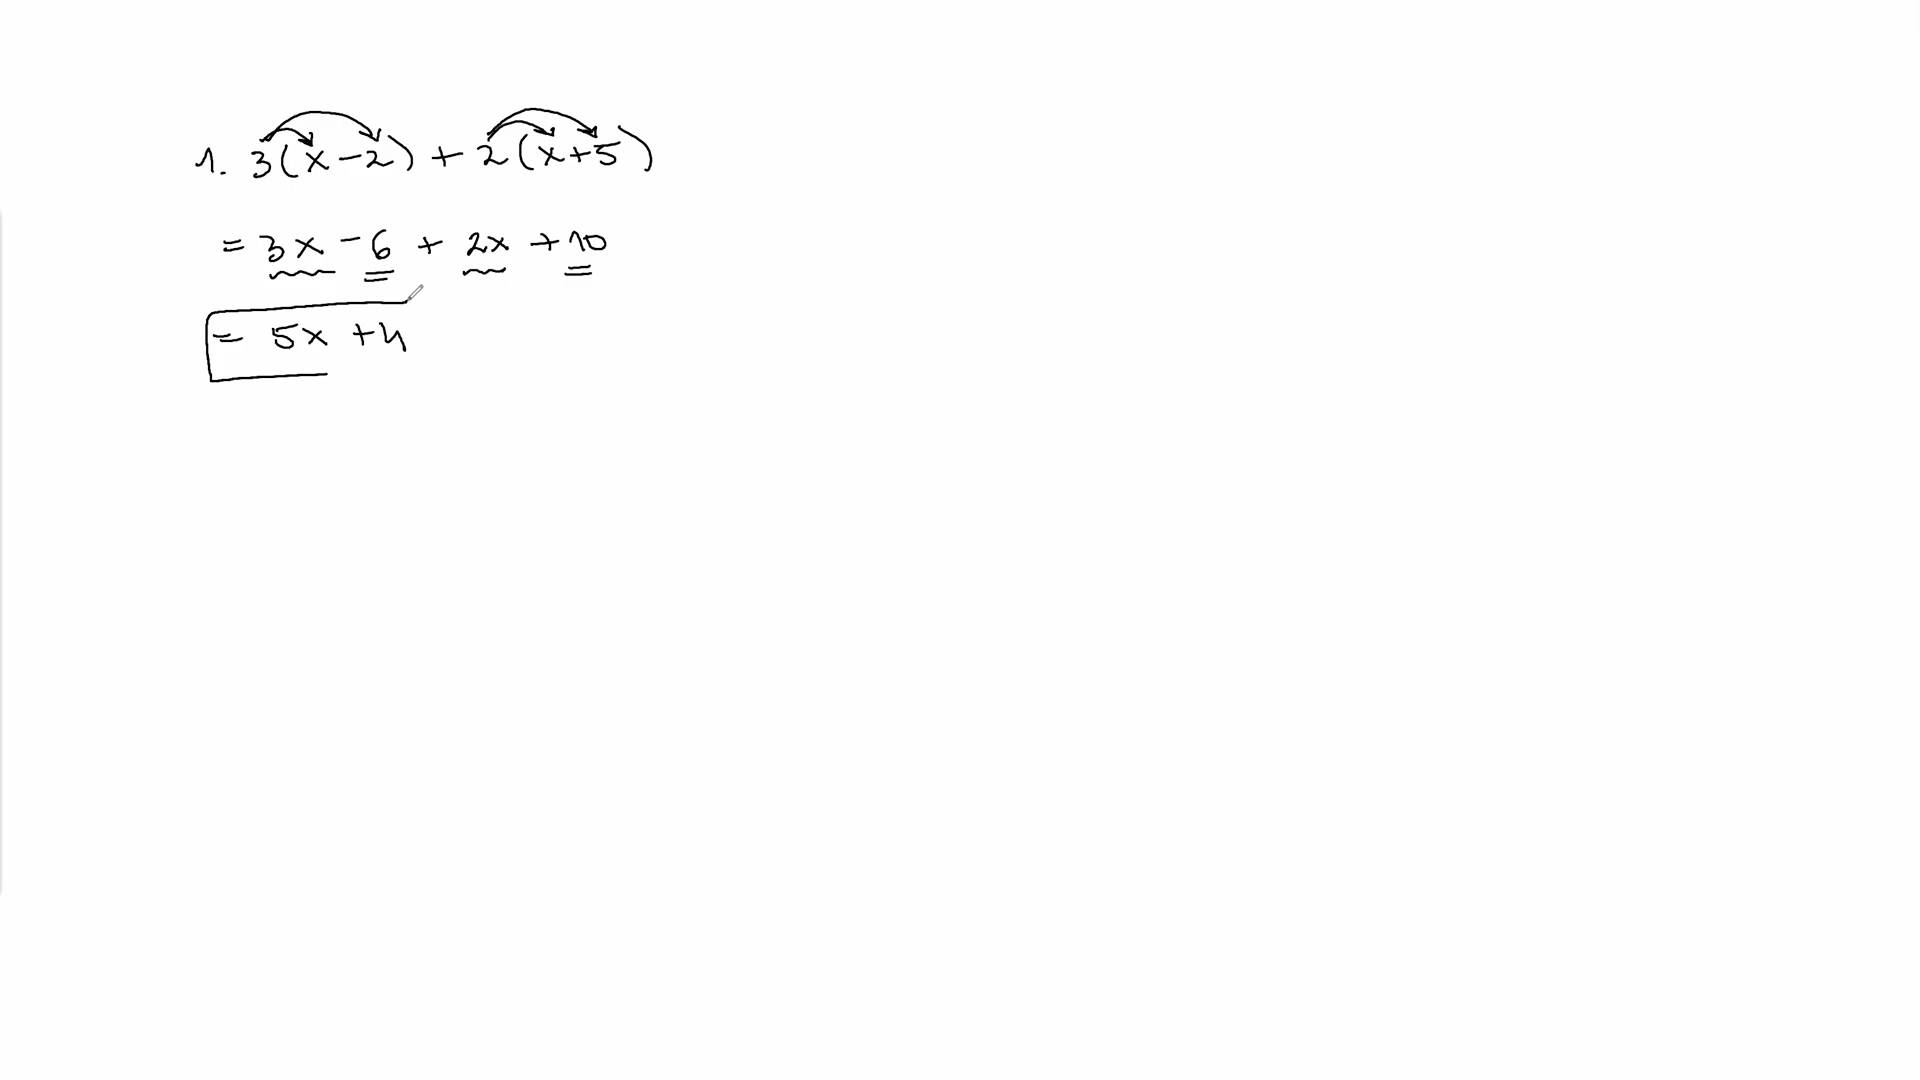 1. 3(x-2) + 2(x+5)
= 3x - 6 + 2x + 10
= 5x + 4